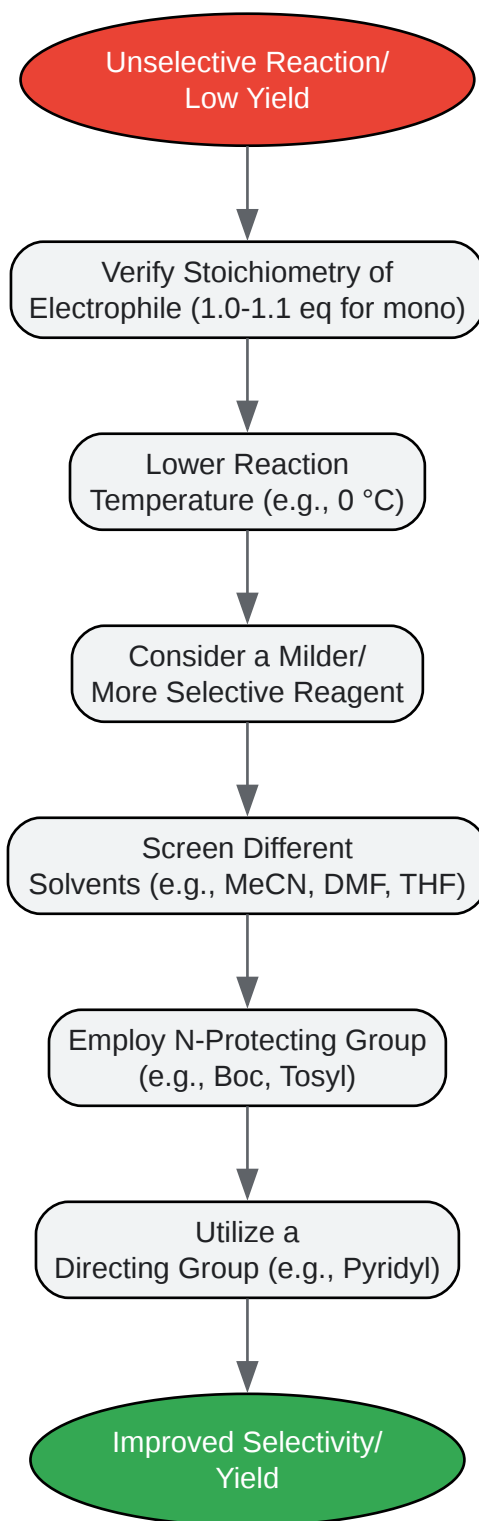 Unselective Reaction/
Low Yield
Verify Stoichiometry of
Electrophile (1.0-1.1 eq for mono)
Lower Reaction
Temperature (e.g., 0 °C)
Consider a Milder/
More Selective Reagent
Screen Different
Solvents (e.g., MeCN, DMF, THF)
Employ N-Protecting Group
(e.g., Boc, Tosyl)
Utilize a
Directing Group (e.g., Pyridyl)
Improved Selectivity/
Yield